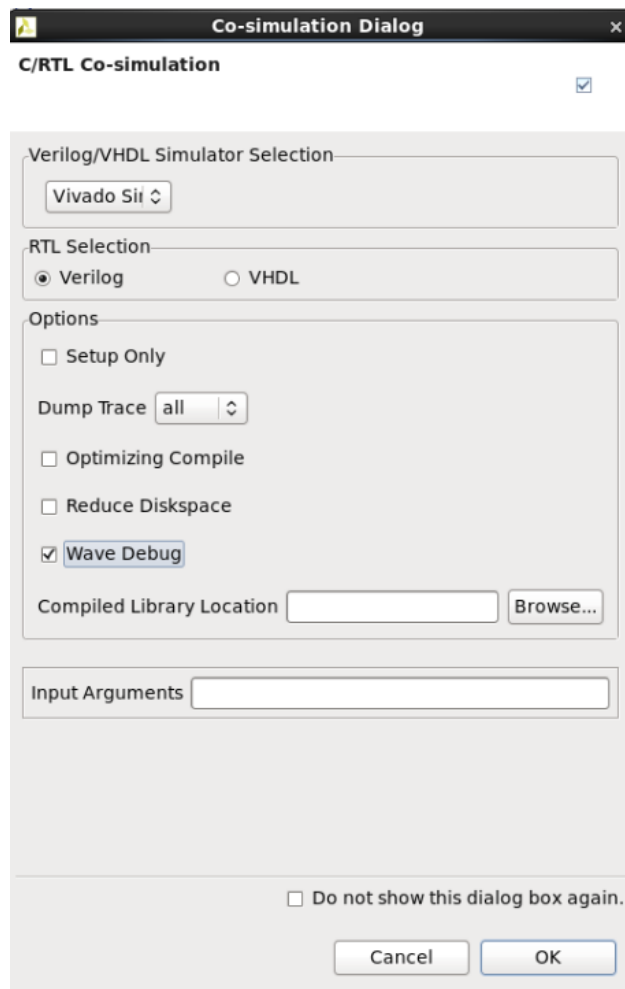 Co-simulation Dialog
C/RTL Co-simulation
Verilog/VHDL Simulator Selection
Vivado Sir
RTL Selection
Verilog VHDL
Options
Setup Only
Dump Trace all
Optimizing Compile
Reduce Diskspace
Wave Debug
Compiled Library Location Browse...
Input Arguments
Do not show this dialog box again.
Cancel OK